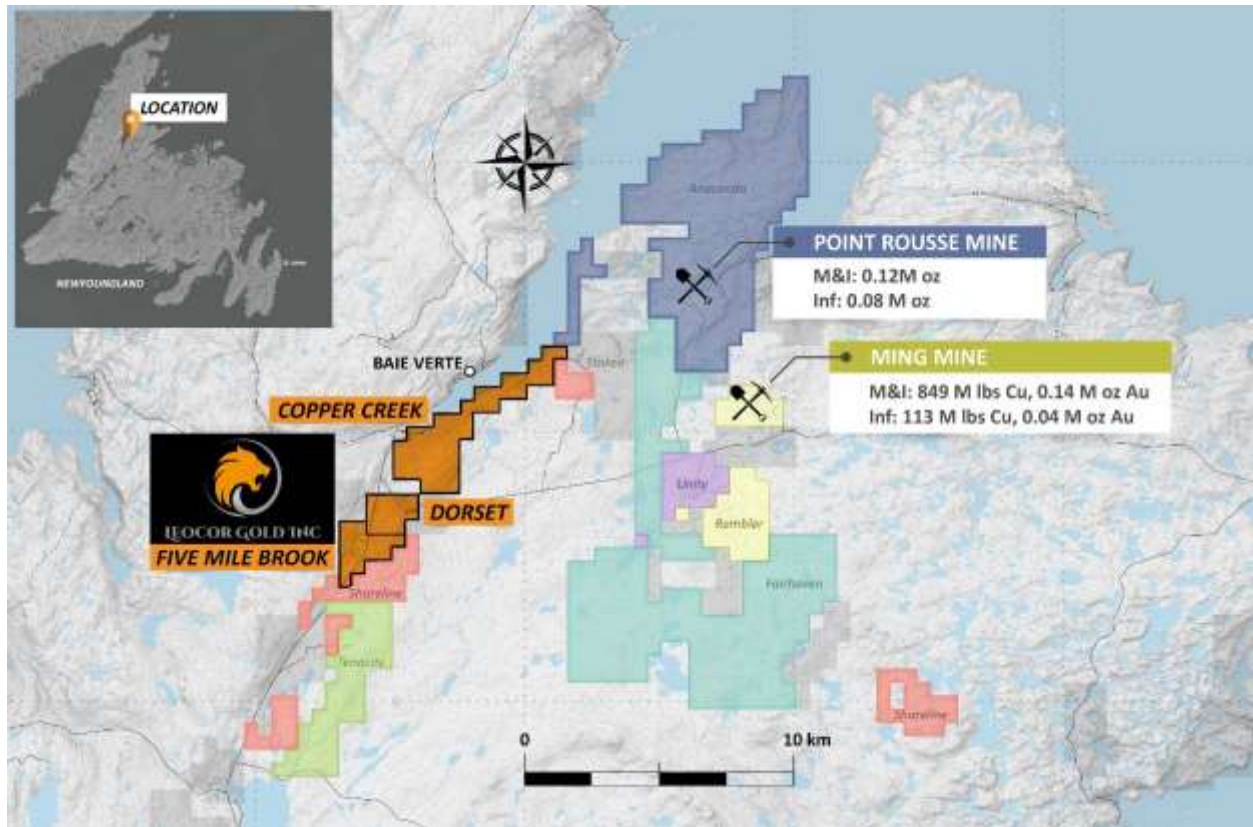 LOCATION
NEWFOUNDLAND
Anaconda
POINT ROUSSE MINE
M&I: 0.12M oz
Inf: 0.08 M oz
BAIE VERTE
MING MINE
M&I: 849 M lbs Cu, 0.14 M oz Au
Inf: 113 M lbs Cu, 0.04 M oz Au
COPPER CREEK
LEOCOR GOLD INC
DORSET
FIVE MILE BROOK
Unity
Rambler
Fairhaven
Shoreline
Tenacity
Shoreline
0 10 km